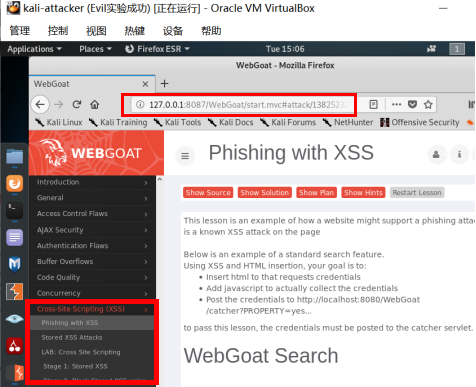 kali-attacker (Evil实验成功) [正在运行] - Oracle VM VirtualBox
管理 控制 视图 热键 设备 帮助
Applications Places Firefox ESR Tue 15:06 1
WebGoat - Mozilla Firefox
WebGoat
127.0.0.1:8087/WebGoat/start.mvc#attack/1382523
Kali Linux Kali Training Kali Tools Kali Docs Kali Forums NetHunter Offensive Security
WEBGOAT
Phishing with XSS
Introduction
General
Access Control Flaws
AJAX Security
Authentication Flaws
Buffer Overflows
Code Quality
Concurrency
Cross-Site Scripting (XSS)
Phishing with XSS
Stored XSS Attacks
LAB: Cross Site Scripting
Stage 1: Stored XSS
Show Source Show Solution Show Plan Show Hints Restart Lesson
This lesson is an example of how a website might support a phishing attac
is a known XSS attack on the page
Below is an example of a standard search feature.
Using XSS and HTML insertion, your goal is to:
• Insert html to that requests credentials
• Add javascript to actually collect the credentials
• Post the credentials to http://localhost:8080/WebGoat
/catcher?PROPERTY=yes...
to pass this lesson, the credentials must be posted to the catcher servlet.
WebGoat Search